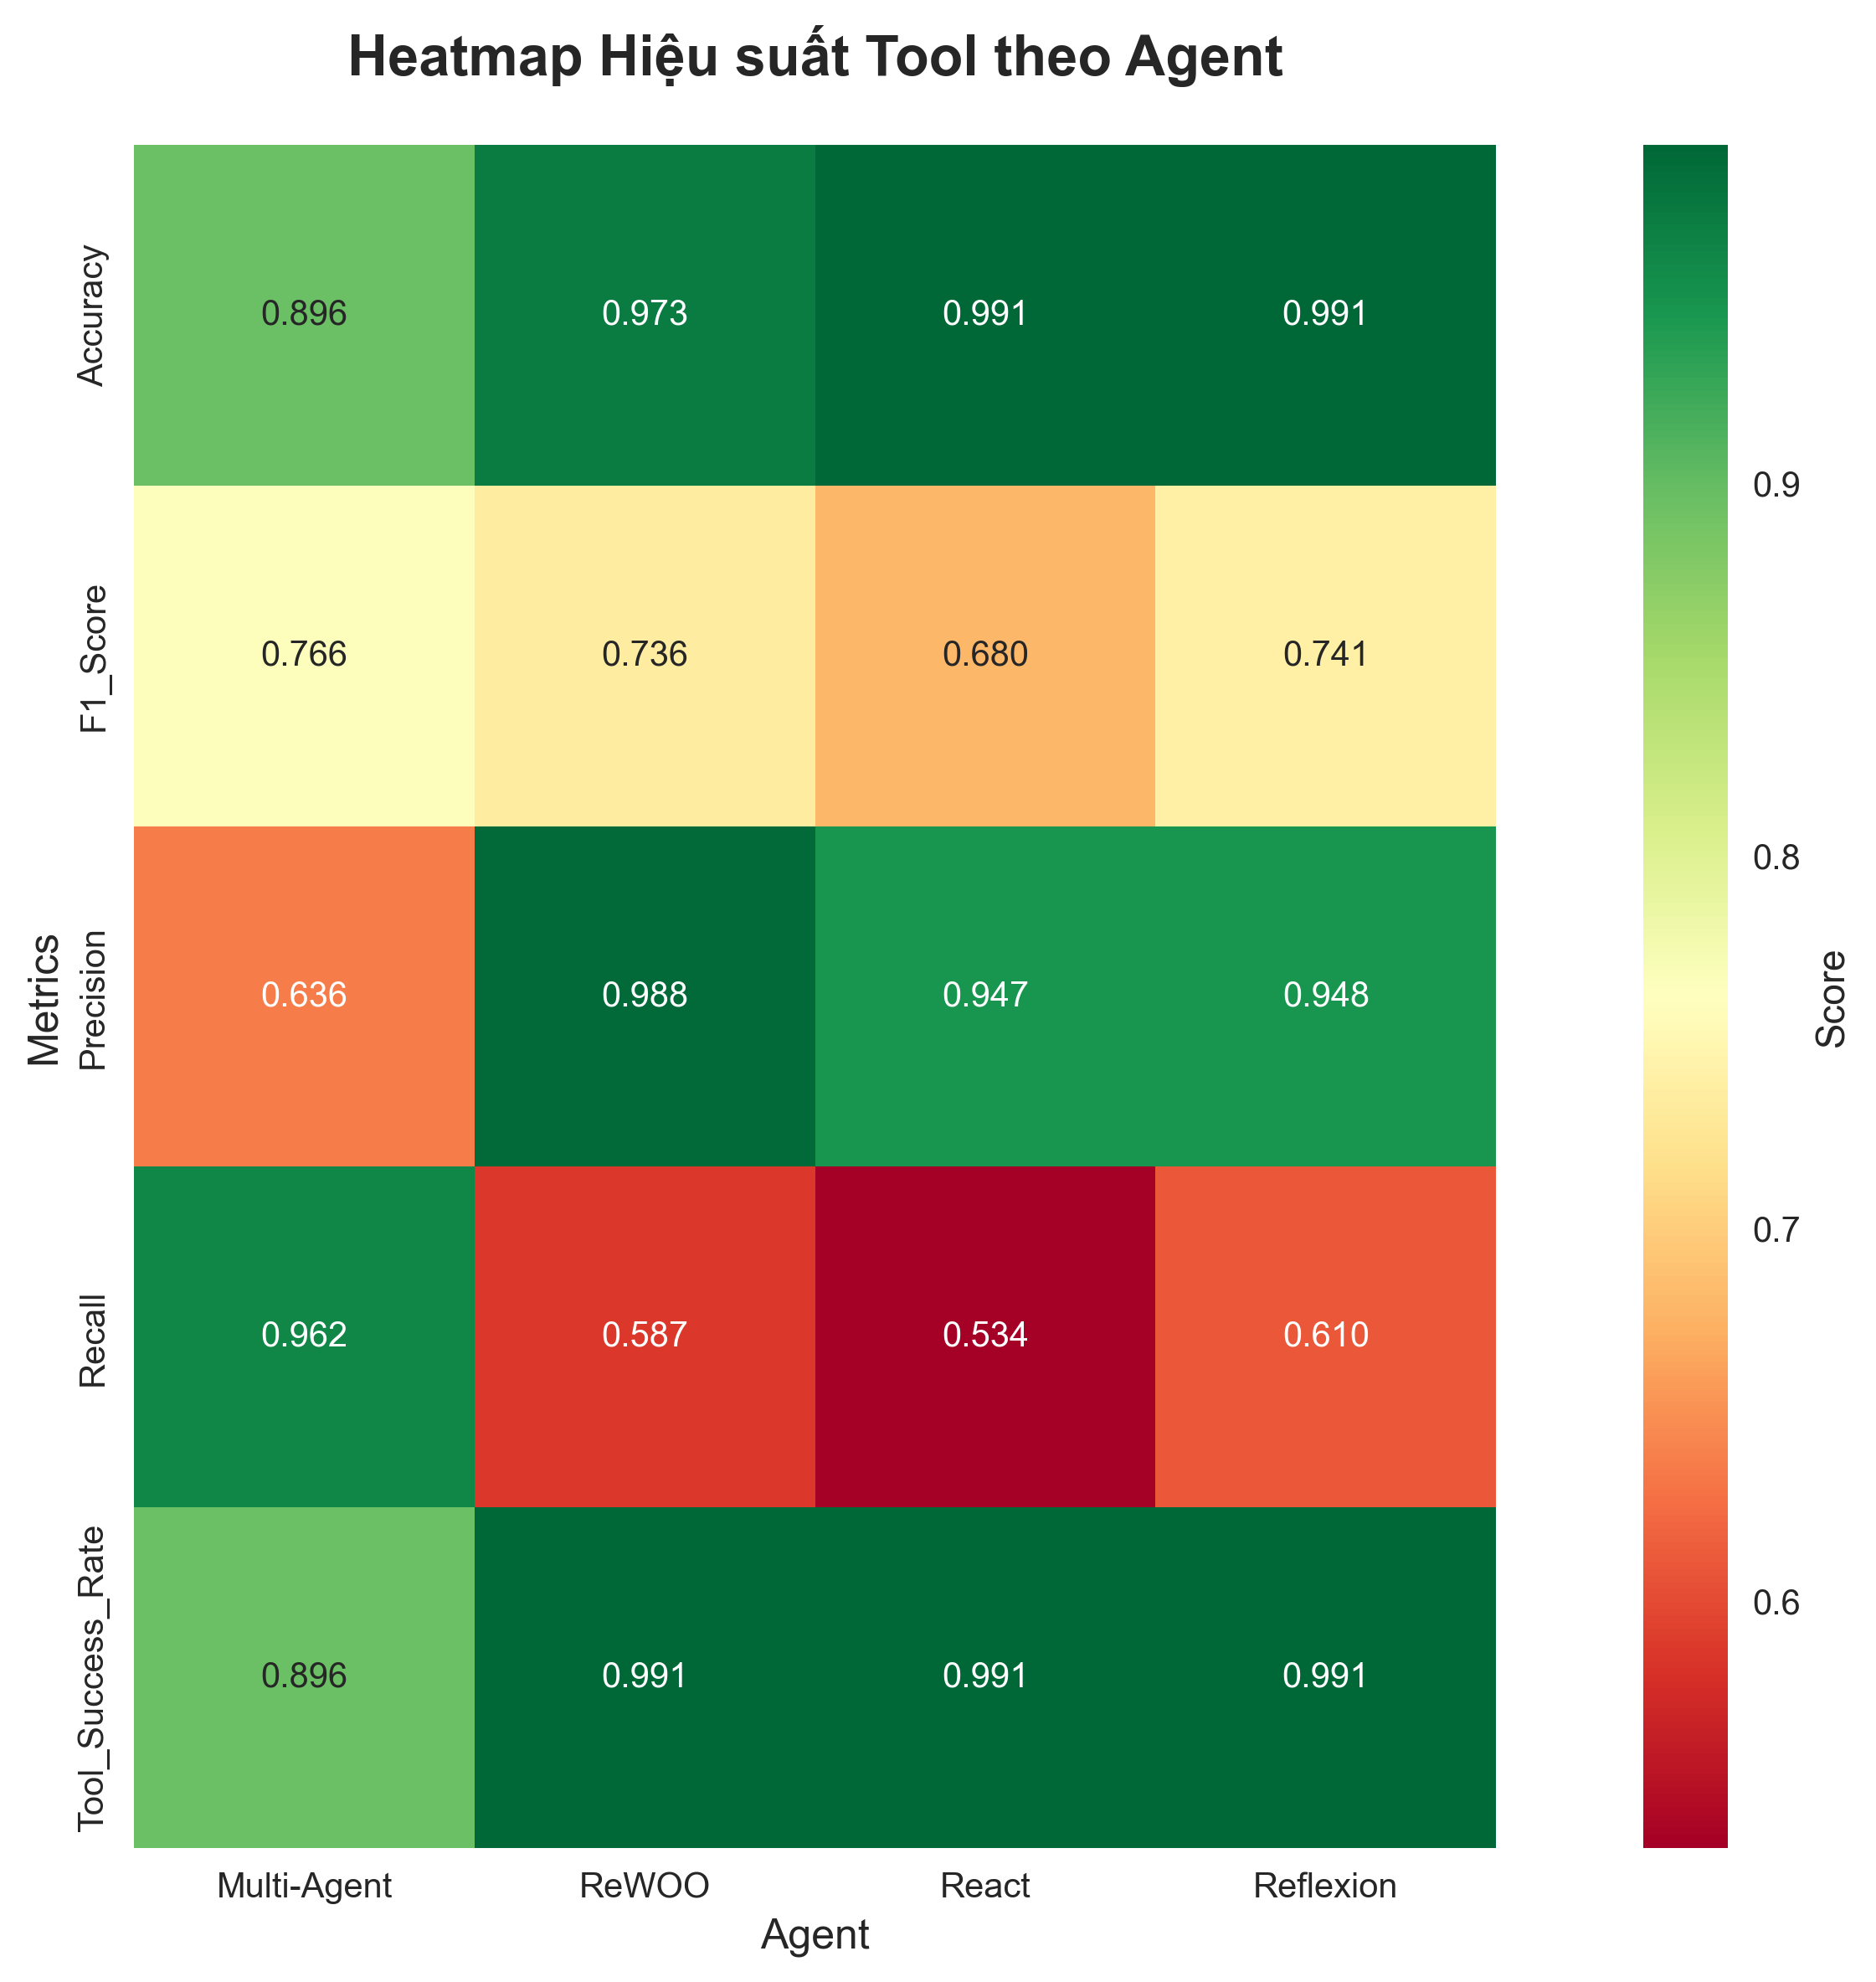 Heatmap Hiệu suất Tool theo Agent
Metrics
Accuracy
0.896 0.973 0.991 0.991
F1_Score
0.766 0.736 0.680 0.741
Precision
0.636 0.988 0.947 0.948
Recall
0.962 0.587 0.534 0.610
Tool_Success_Rate
0.896 0.991 0.991 0.991
Multi-Agent ReWOO React Reflexion
Agent
0.9
0.8
0.7
0.6
Score